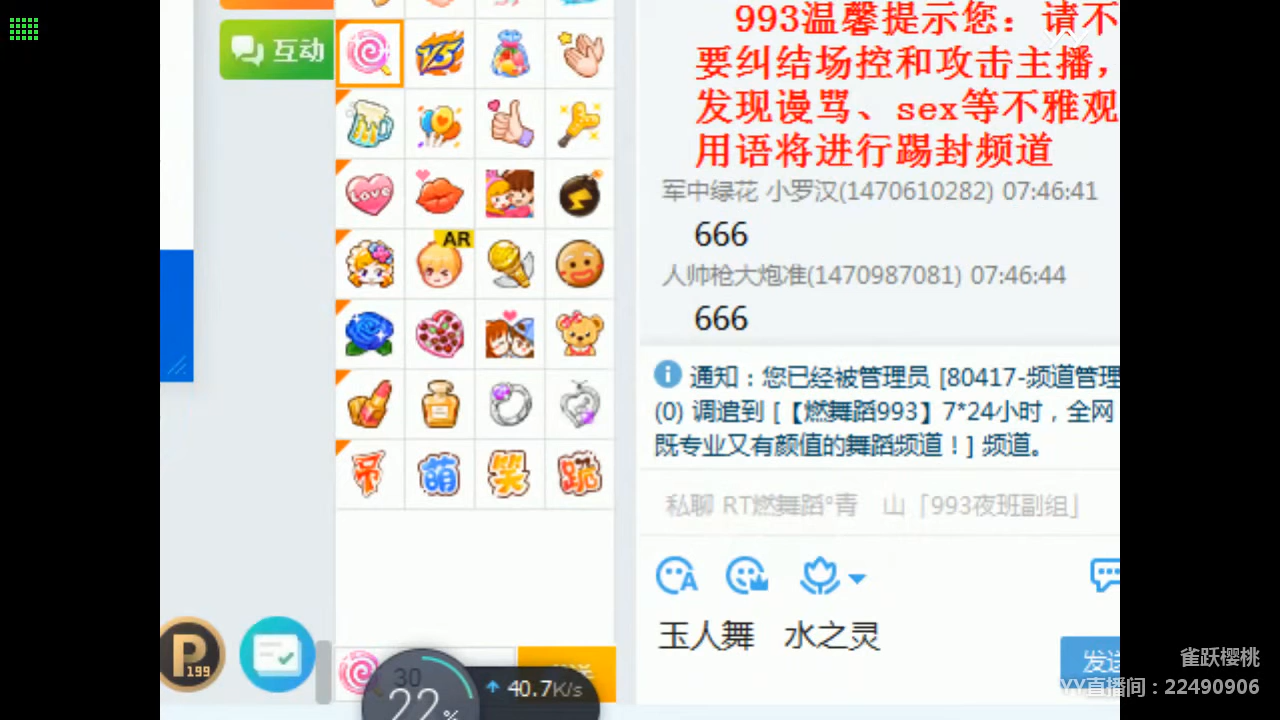 993温馨提示您：请不
要纠结场控和攻击主播，
发现谩骂、sex等不雅观
用语将进行踢封频道
互动
军中绿花 小罗汉(1470610282) 07:46:41
666
人帅枪大炮准(1470987081) 07:46:44
666
VS
Love
AR
吊 萌 笑 跪
通知：您已经被管理员 [80417-频道管理
(0) 调遣到 [【燃舞蹈993】7*24小时，全网
既专业又有颜值的舞蹈频道！] 频道。
私聊 RT燃舞蹈°青 山「993夜班副组」
玉人舞 水之灵
P199
30
22%
40.7K/s
发送
雀跃樱桃
YY直播间：22490906